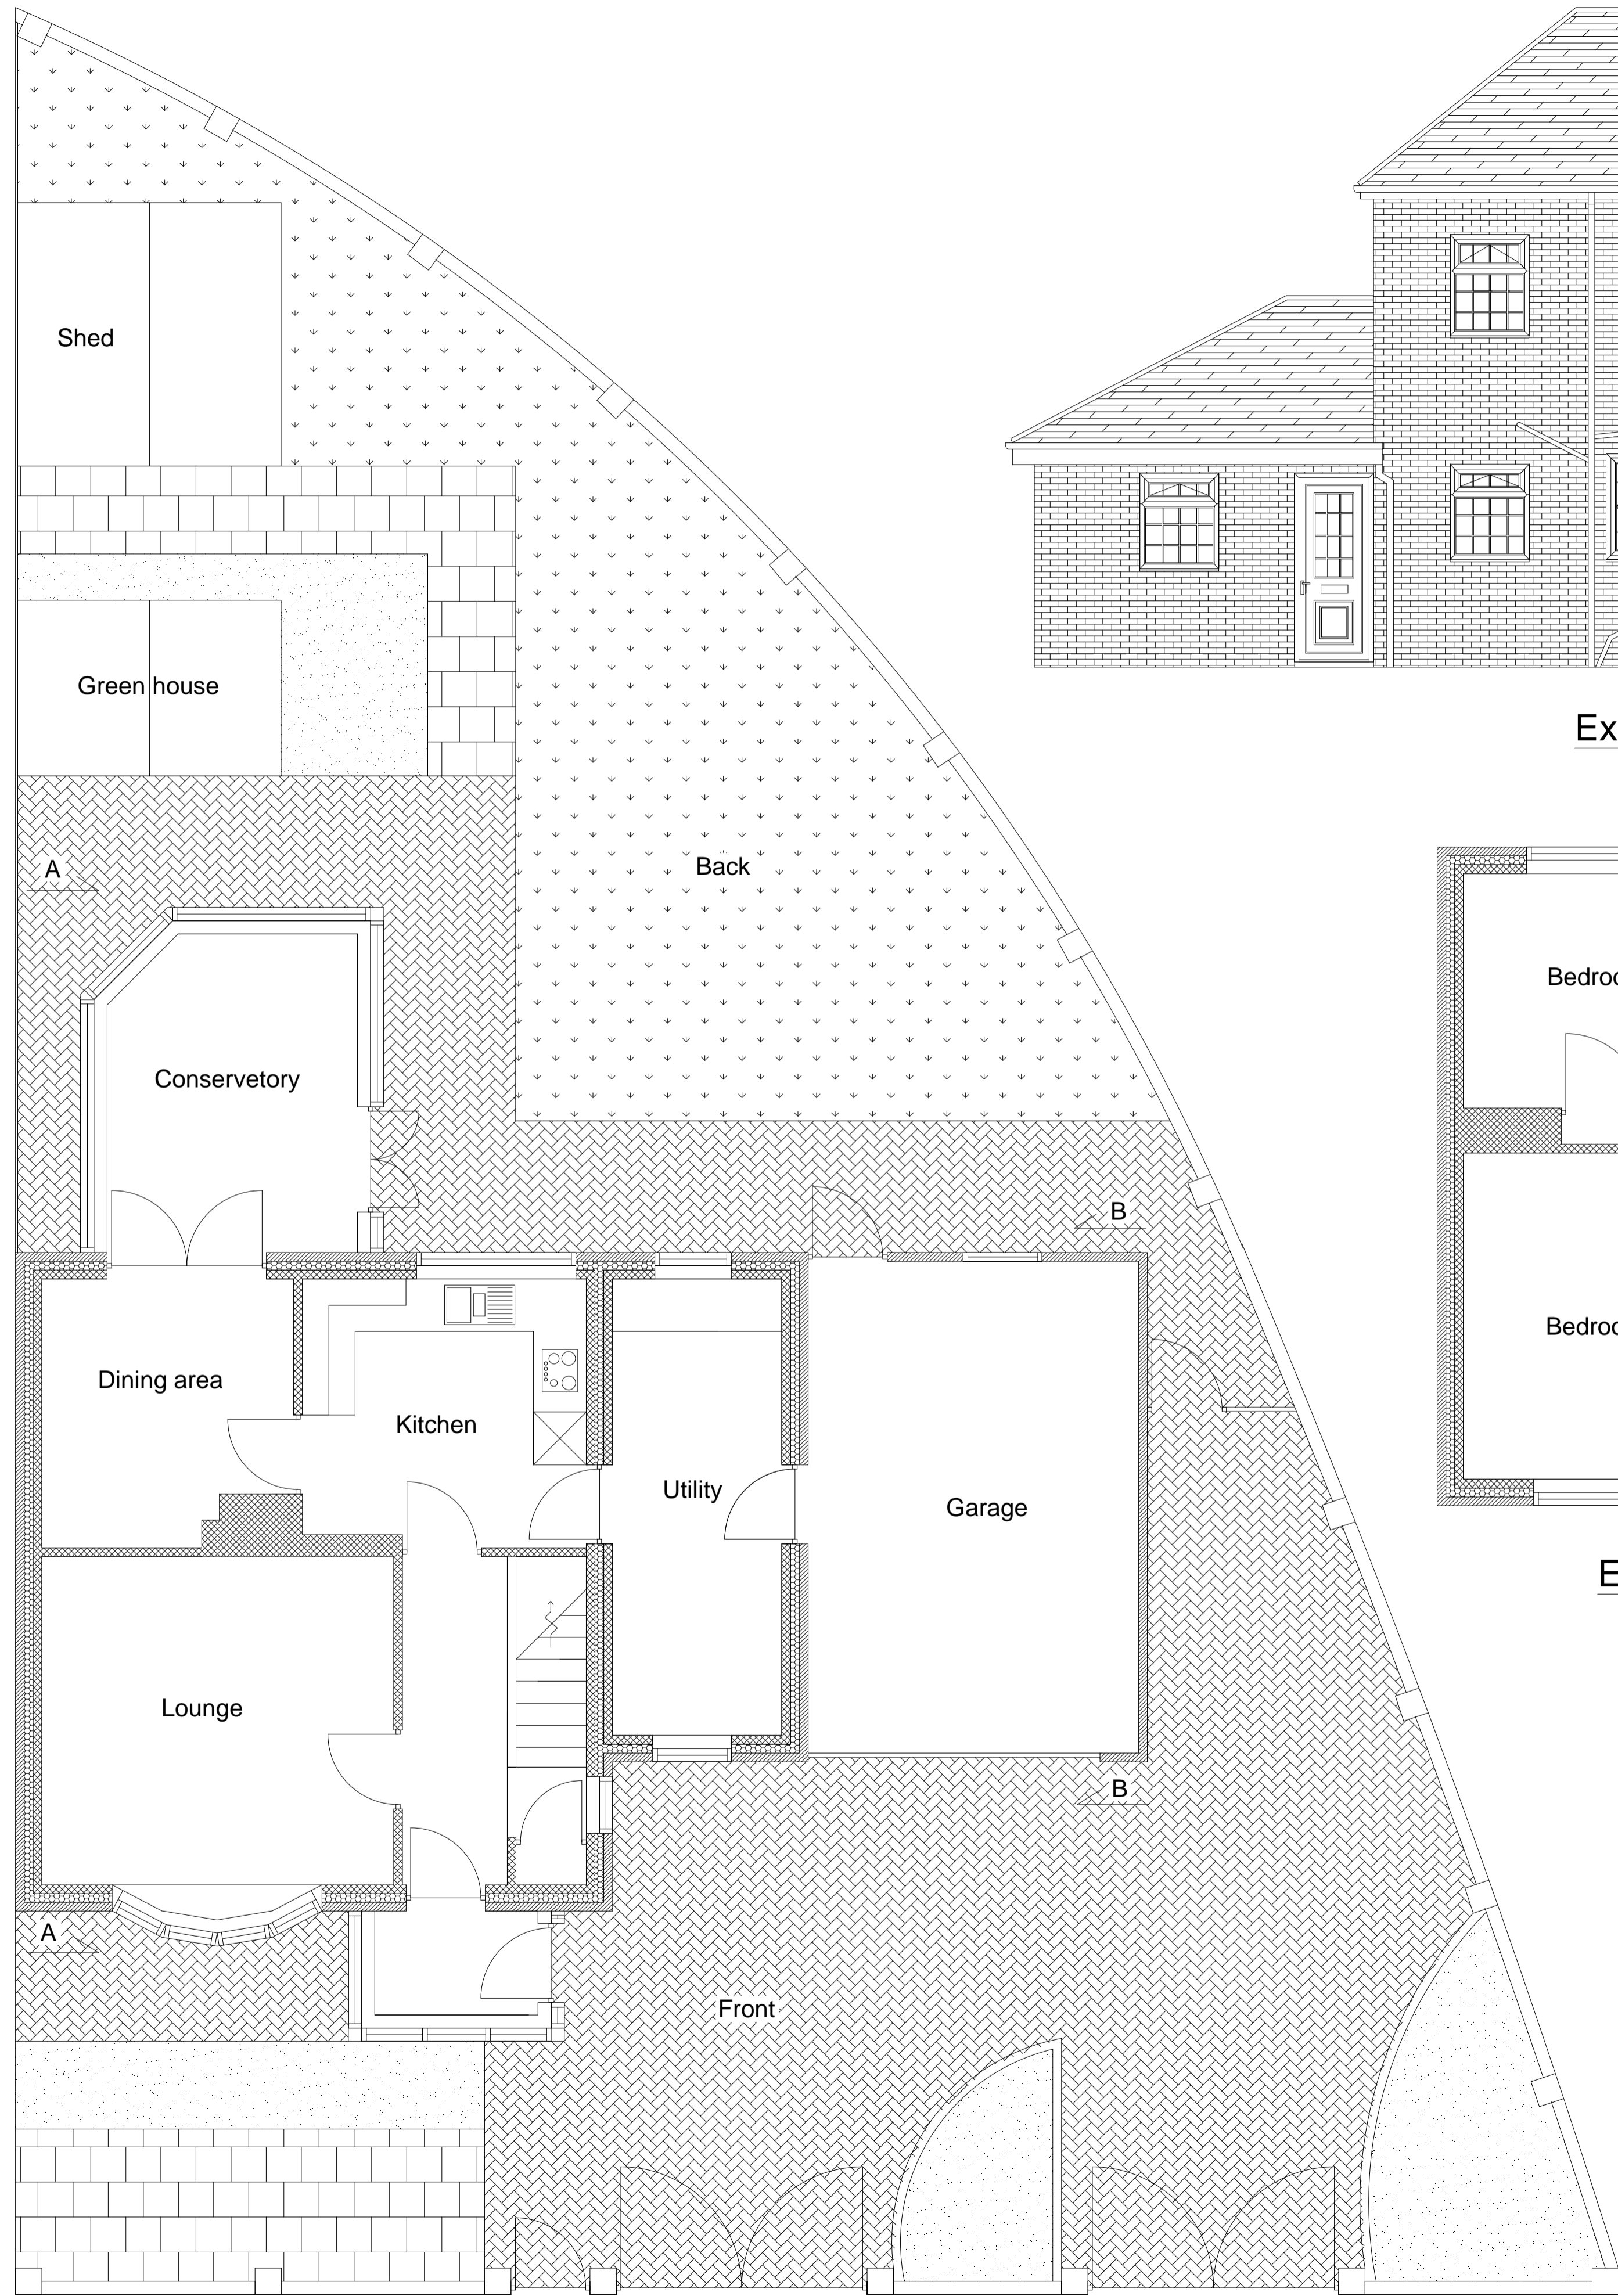 Shed
Green house
Ex
A
Back
Bedroo
Conservetory
B
Bedroo
Dining area
Kitchen
Utility
Garage
E
Lounge
B
A
Front